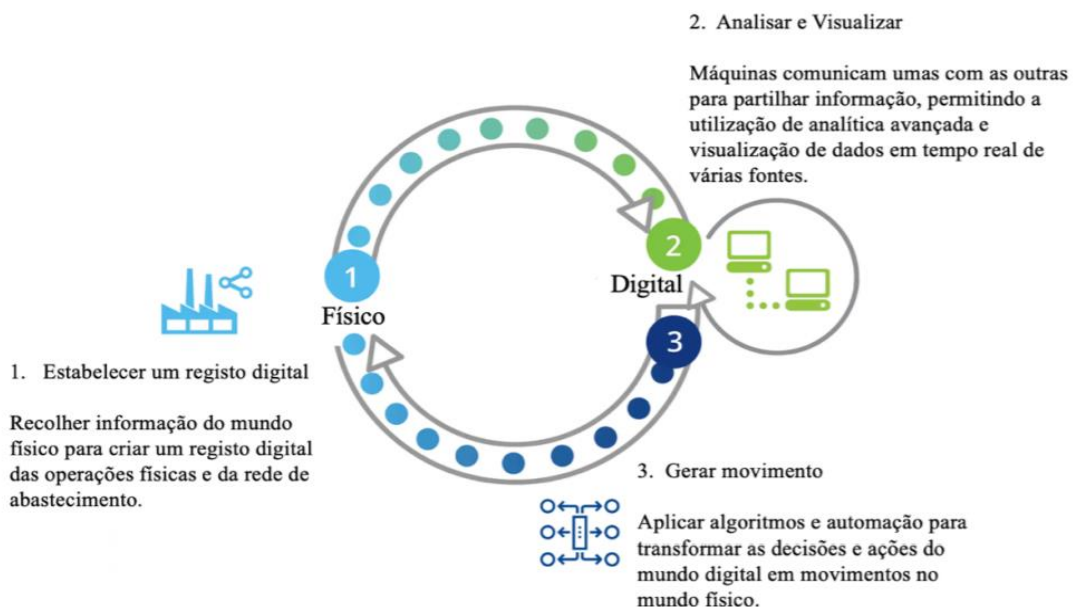 2. Analisar e Visualizar
Máquinas comunicam umas com as outras
para partilhar informação, permitindo a
utilização de analítica avançada e
visualização de dados em tempo real de
várias fontes.
1
Físico
2
Digital
3
1. Estabelecer um registo digital
Recolher informação do mundo
físico para criar um registo digital
das operações físicas e da rede de
abastecimento.
3. Gerar movimento
Aplicar algoritmos e automação para
transformar as decisões e ações do
mundo digital em movimentos no
mundo físico.